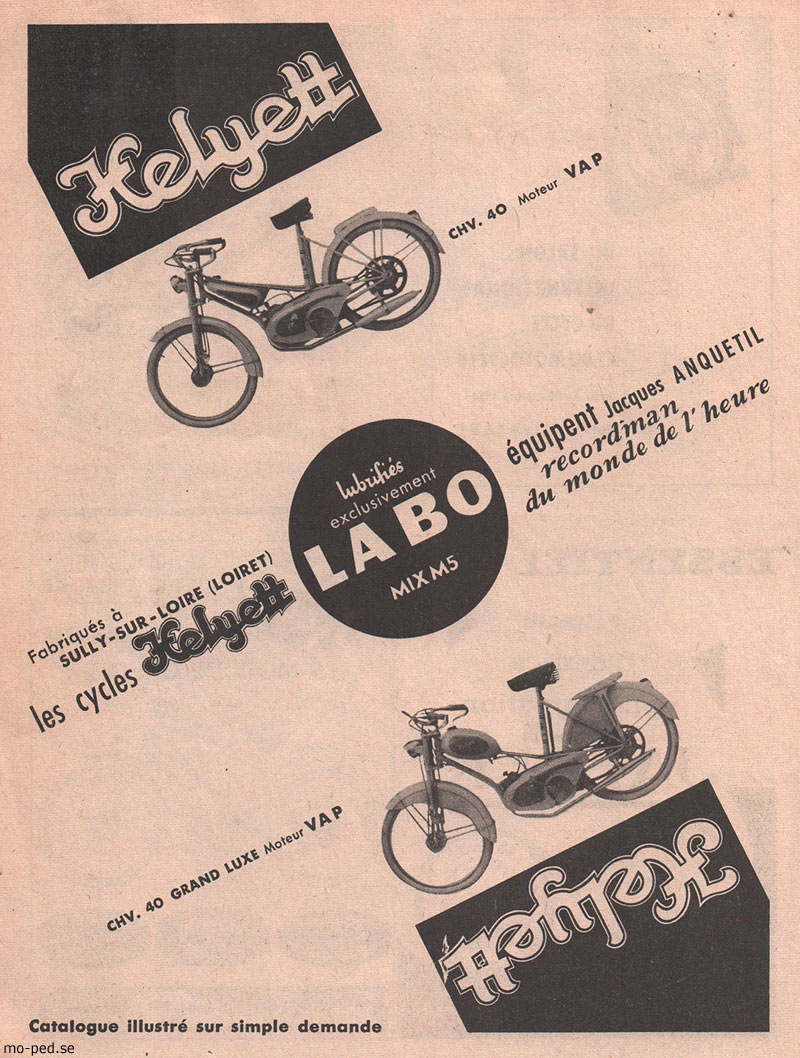 Helyett
CHV. 40 Moteur VAP
équipent Jacques ANQUETIL
recordman
du monde de l'heure
lubrifiés
exclusivement
LABO
MIX M5
Fabriqués à
SULLY-SUR-LOIRE (LOIRET)
les cycles Helyett
CHV. 40 GRAND LUXE Moteur VAP
Helyett
Catalogue illustré sur simple demande
mo-ped.se